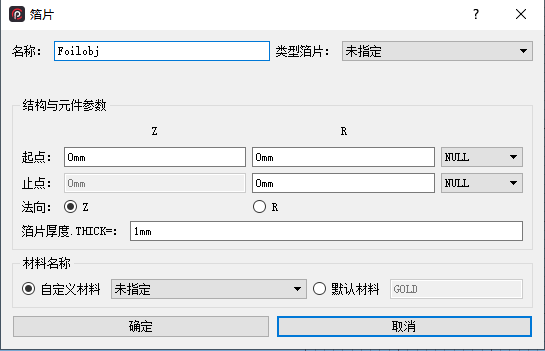 箔片
名称： Foilobj 类型箔片： 未指定
结构与元件参数
Z R
起点： 0mm 0mm NULL
止点： 0mm 0mm NULL
法向： Z R
箔片厚度.THICK=： 1mm
材料名称
自定义材料 未指定 默认材料 GOLD
确定 取消